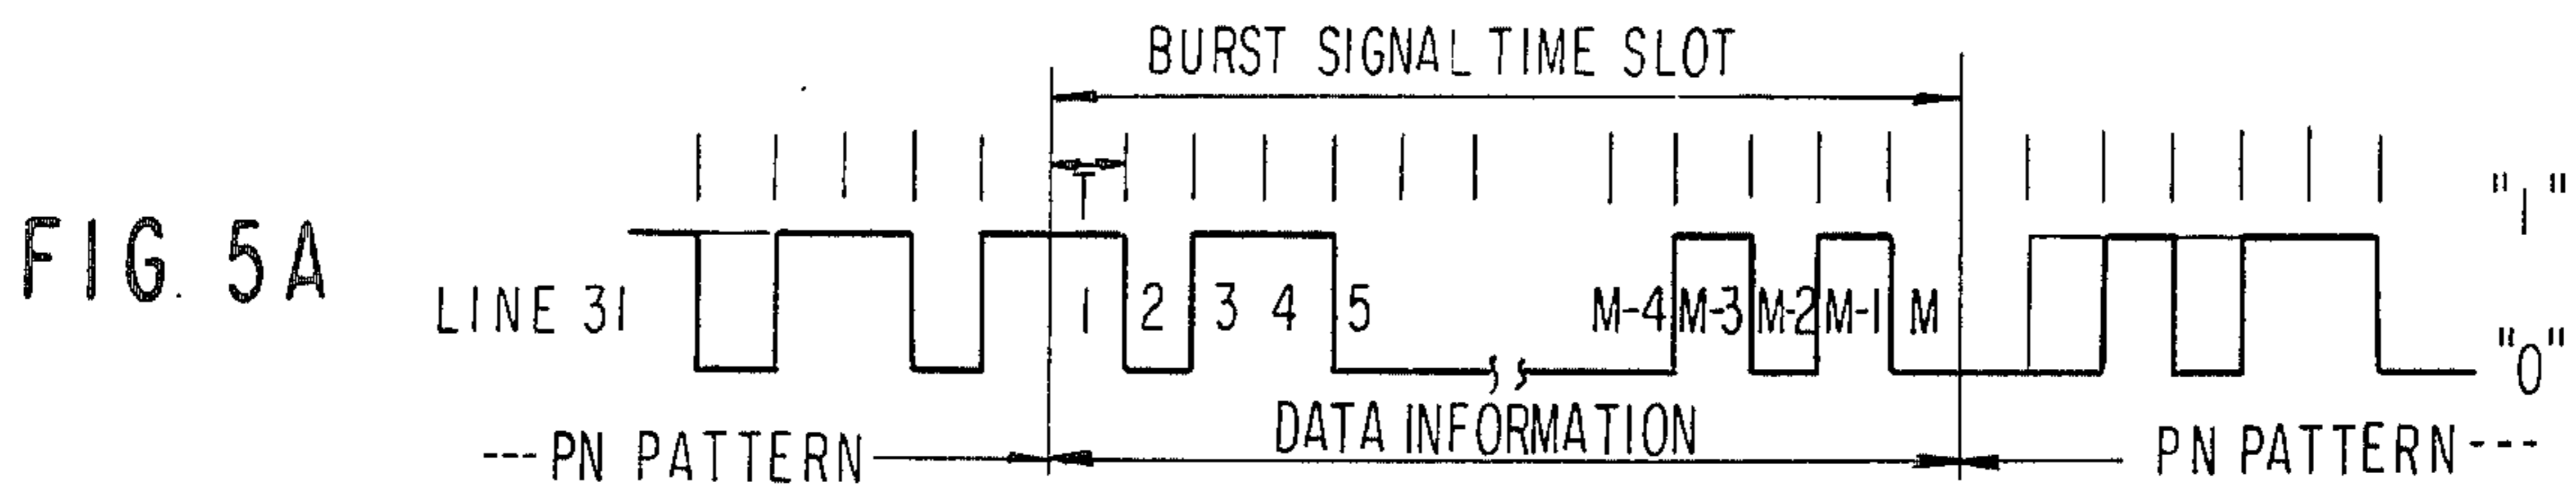 BURST SIGNAL TIME SLOT
T
"1"
FIG. 5A
LINE 31
1 2 3 4 5 M-4 M-3 M-2 M-1 M
"0"
---PN PATTERN
DATA INFORMATION
PN PATTERN---